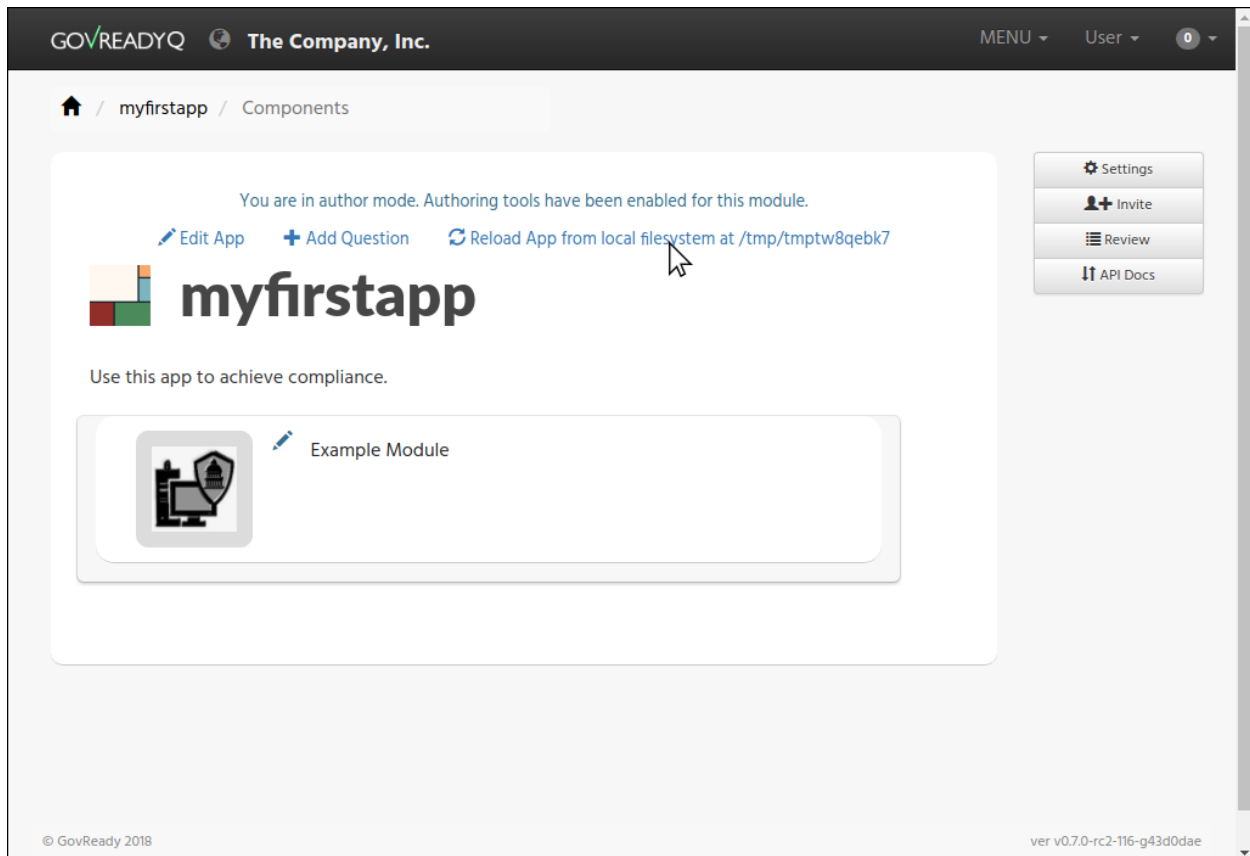 GOVREADYQ The Company, Inc. MENU User 0
/ myfirstapp / Components
You are in author mode. Authoring tools have been enabled for this module.
Edit App Add Question Reload App from local filesystem at /tmp/tmptw8qebk7
myfirstapp
Use this app to achieve compliance.
Example Module
Settings
Invite
Review
API Docs
© GovReady 2018 ver v0.7.0-rc2-116-g43d0dae